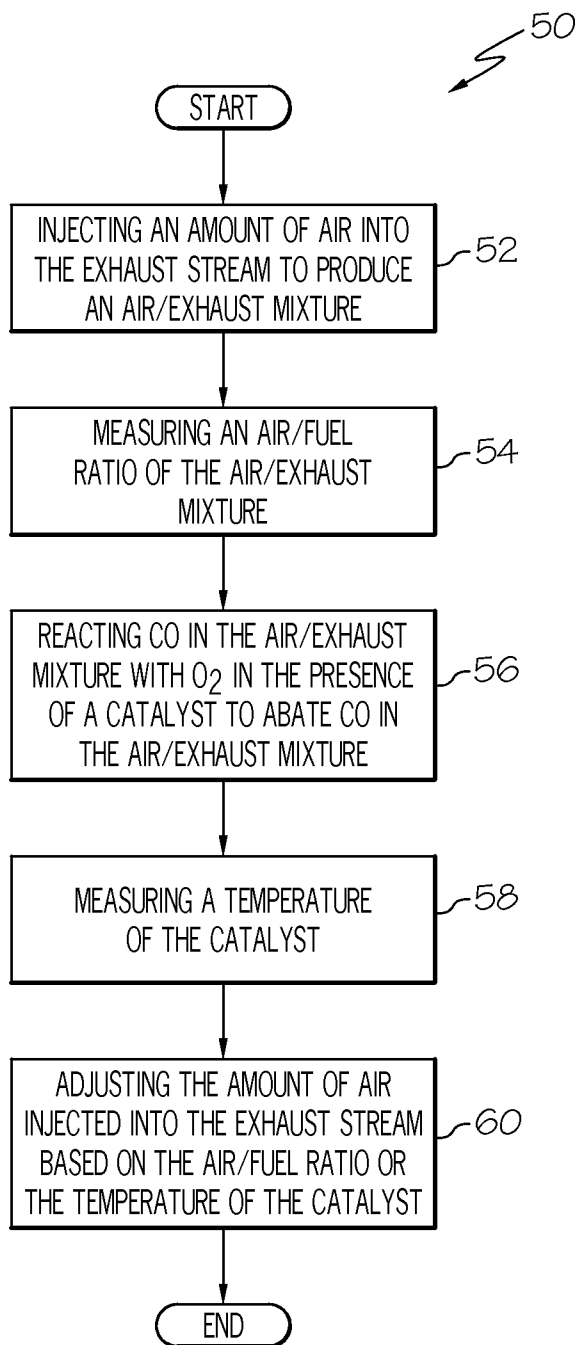 50
START
INJECTING AN AMOUNT OF AIR INTO
THE EXHAUST STREAM TO PRODUCE
AN AIR/EXHAUST MIXTURE
52
MEASURING AN AIR/FUEL
RATIO OF THE AIR/EXHAUST
MIXTURE
54
REACTING CO IN THE AIR/EXHAUST
MIXTURE WITH O2 IN THE PRESENCE
OF A CATALYST TO ABATE CO IN
THE AIR/EXHAUST MIXTURE
56
MEASURING A TEMPERATURE
OF THE CATALYST
58
ADJUSTING THE AMOUNT OF AIR
INJECTED INTO THE EXHAUST STREAM
BASED ON THE AIR/FUEL RATIO OR
THE TEMPERATURE OF THE CATALYST
60
END